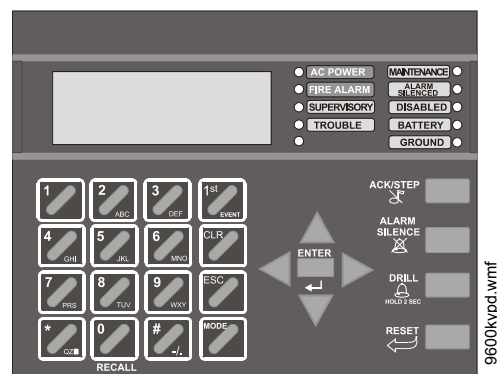 AC POWER MAINTENANCE
FIRE ALARM ALARM SILENCED
SUPERVISORY DISABLED
TROUBLE BATTERY
GROUND
1 2 ABC 3 DEF 1st EVENT
4 GHI 5 JKL 6 MNO CLR
7 PRS 8 TUV 9 WXY ESC
* QZ 0 # -/. MODE
RECALL
ENTER
ACK/STEP
ALARM
SILENCE
DRILL
HOLD 2 SEC
RESET
9600kypd.wmf